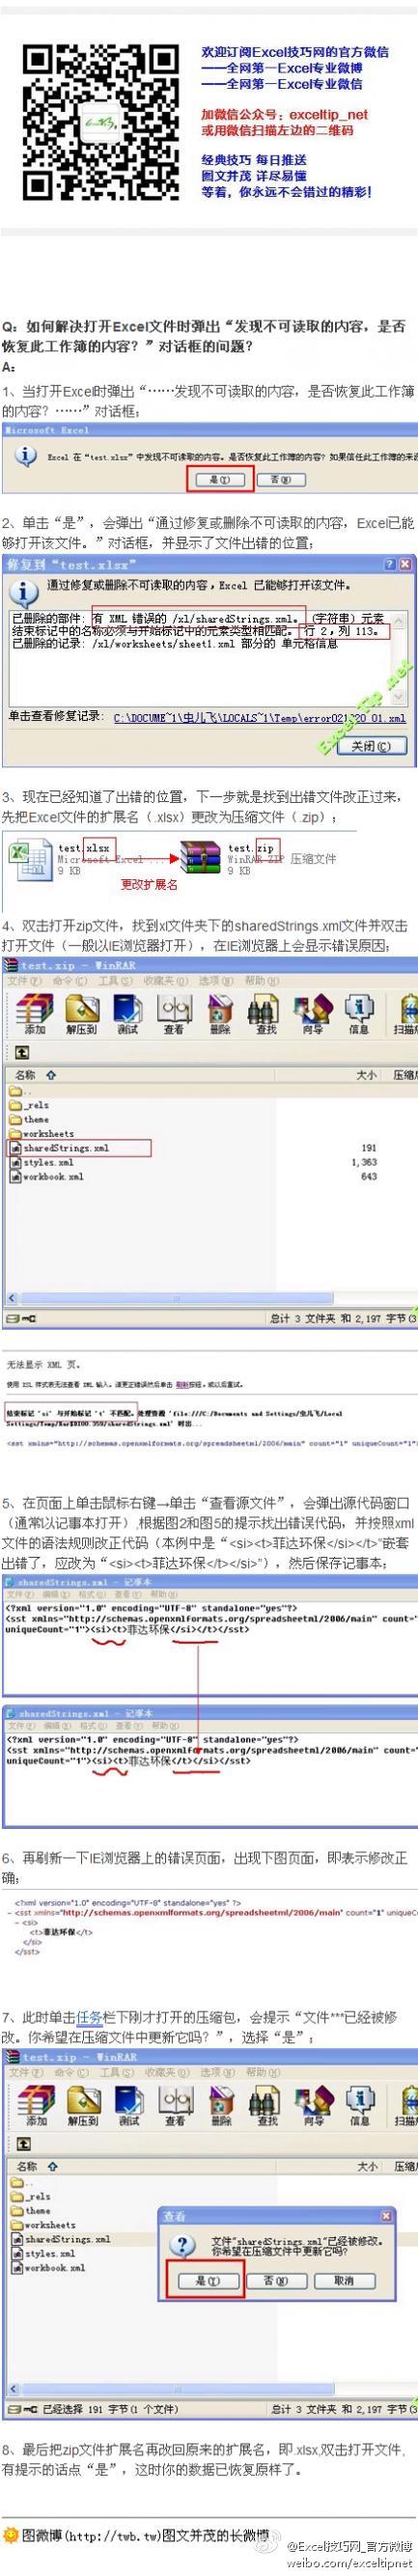 欢迎订阅Excel技巧网的官方微信
——全网第一Excel专业微博
——全网第一Excel专业微信
加微信公众号：exceltip_net
或用微信扫描左边的二维码
经典技巧 每日推送
图文并茂 详尽易懂
等着，你永远不会错过的精彩！
Q：如何解决打开Excel文件时弹出“发现不可读取的内容，是否
恢复此工作簿的内容？”对话框的问题？
A：
1、当打开Excel时弹出“……发现不可读取的内容，是否恢复此工作簿
的内容？……”对话框；
Microsoft Excel
Excel 在“test.xlsx”中发现不可读取的内容。是否恢复此工作簿的内容？如果信任此工作簿的来源
是(Y)
否(N)
2、单击“是”，会弹出“通过修复或删除不可读取的内容，Excel已能
够打开该文件。”对话框，并显示了文件出错的位置；
修复到“test.xlsx”
通过修复或删除不可读取的内容，Excel 已能够打开该文件。
已删除的部件: 有 XML 错误的 /xl/sharedStrings.xml。 (字符串) 元素
结束标记中的名称必须与开始标记中的元素类型相匹配。 行 2，列 113。
已删除的记录: /xl/worksheets/sheet1.xml 部分的 单元格信息
单击查看修复记录: C:\DOCUME~1\虫儿飞\LOCALS~1\Temp\error021320_01.xml
关闭(C)
Excel Tip net
3、现在已经知道了出错的位置，下一步就是找到出错文件改正过来，
先把Excel文件的扩展名（.xlsx）更改为压缩文件（.zip）；
test.xlsx
Microsoft Excel ...
9 KB
更改扩展名
test.zip
WinRAR ZIP 压缩文件
9 KB
4、双击打开zip文件，找到xl文件夹下的sharedStrings.xml文件并双击
打开文件（一般以IE浏览器打开），在IE浏览器上会显示错误原因；
test.zip - WinRAR
文件(F) 命令(C) 工具(S) 收藏夹(O) 选项(N) 帮助(H)
添加 解压到 测试 查看 删除 查找 向导 信息 扫描
名称 大小 压缩
..
_rels
theme
worksheets
sharedStrings.xml 191
styles.xml 1,363
workbook.xml 643
总计 3 文件夹 和 2,197 字节(3
无法显示 XML 页。
使用 XSL 样式表无法查看 XML 输入。请更正错误然后单击 刷新按钮，或以后重试。
结束标记 'si' 与开始标记 't' 不匹配。处理资源 'file:///C:/Documents and Settings/虫儿飞/Local
Settings/Temp/Rar$DI00.359/sharedStrings.xml' 时出...
<sst xmlns="http://schemas.openxmlformats.org/spreadsheetml/2006/main" count="1" uniqueCount="1"
5、在页面上单击鼠标右键→单击“查看源文件”，会弹出源代码窗口
（通常以记事本打开）,根据图2和图5的提示找出错误代码，并按照xml
文件的语法规则改正代码（本例中是“<si><t>菲达环保</si></t>”嵌套
出错了，应改为“<si><t>菲达环保</t></si>”），然后保存记事本；
sharedStrings.xml - 记事本
文件(F) 编辑(E) 格式(O) 查看(V) 帮助(H)
<?xml version="1.0" encoding="UTF-8" standalone="yes"?>
<sst xmlns="http://schemas.openxmlformats.org/spreadsheetml/2006/main" count=
uniqueCount="1"><si><t>菲达环保</si></t></sst>
sharedStrings.xml - 记事本
文件(F) 编辑(E) 格式(O) 查看(V) 帮助(H)
<?xml version="1.0" encoding="UTF-8" standalone="yes"?>
<sst xmlns="http://schemas.openxmlformats.org/spreadsheetml/2006/main" count=
uniqueCount="1"><si><t>菲达环保</t></si></sst>
6、再刷新一下IE浏览器上的错误页面，出现下图页面，即表示修改正
确；
<?xml version="1.0" encoding="UTF-8" standalone="yes" ?>
- <sst xmlns="http://schemas.openxmlformats.org/spreadsheetml/2006/main" count="1" uniqueCo
- <si>
<t>菲达环保</t>
</si>
</sst>
7、此时单击任务栏下刚才打开的压缩包，会提示“文件***已经被修
改。你希望在压缩文件中更新它吗？”，选择“是”；
test.zip - WinRAR
文件(F) 命令(C) 工具(S) 收藏夹(O) 选项(N) 帮助(H)
添加 解压到 测试 查看 删除 查找 向导 信息 扫描
名称 大小 压缩
..
_rels
theme
worksheets
sharedStrings.xml
styles.xml
workbook.xml
查看
文件“sharedStrings.xml”已经被修改。
你希望在压缩文件中更新它吗?
是(Y) 否(N) 取消
已经选择 191 字节(1 个文件) 总计 3 文件夹 和 2,197 字节(3
8、最后把zip文件扩展名再改回原来的扩展名，即.xlsx,双击打开文件,
有提示的话点“是”，这时你的数据已恢复原样了。
图微博(http://twb.tw)图文并茂的长微博
@Excel技巧网_官方微博
weibo.com/exceltipnet